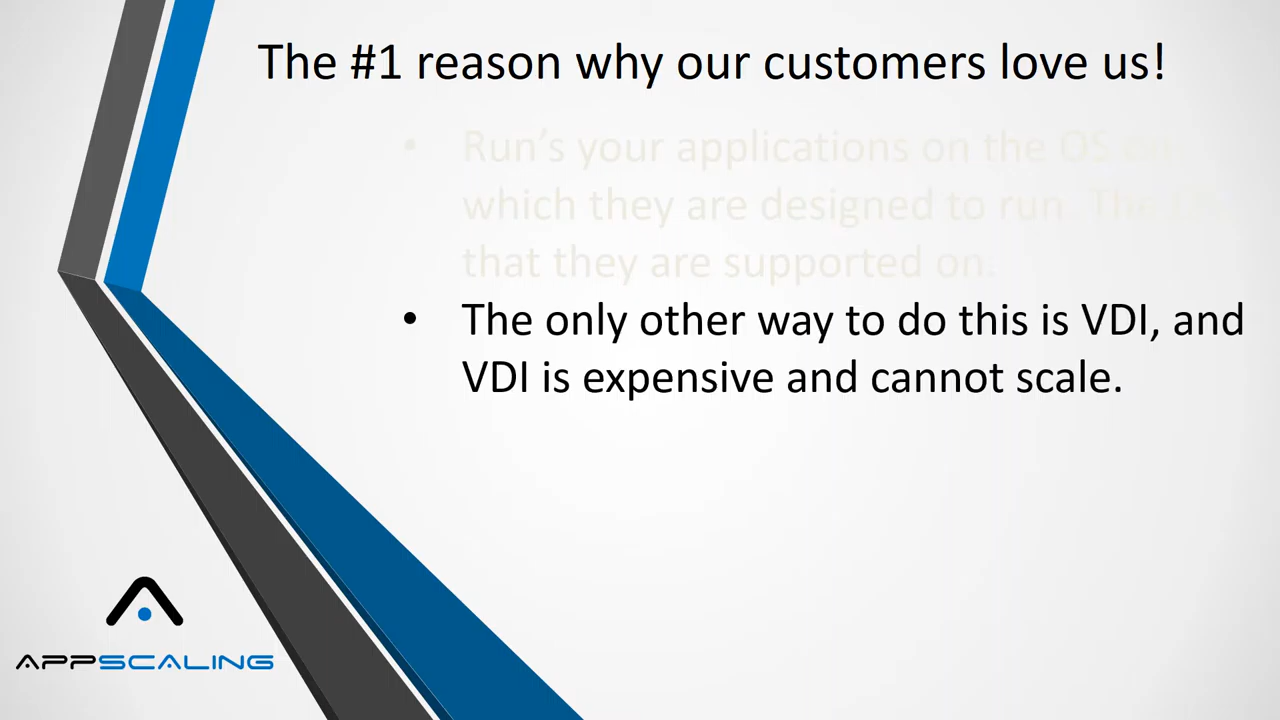 The #1 reason why our customers love us!
• Run’s your applications on the OS on
which they are designed to run. The OS
that they are supported on.
• The only other way to do this is VDI, and
VDI is expensive and cannot scale.
APPSCALING